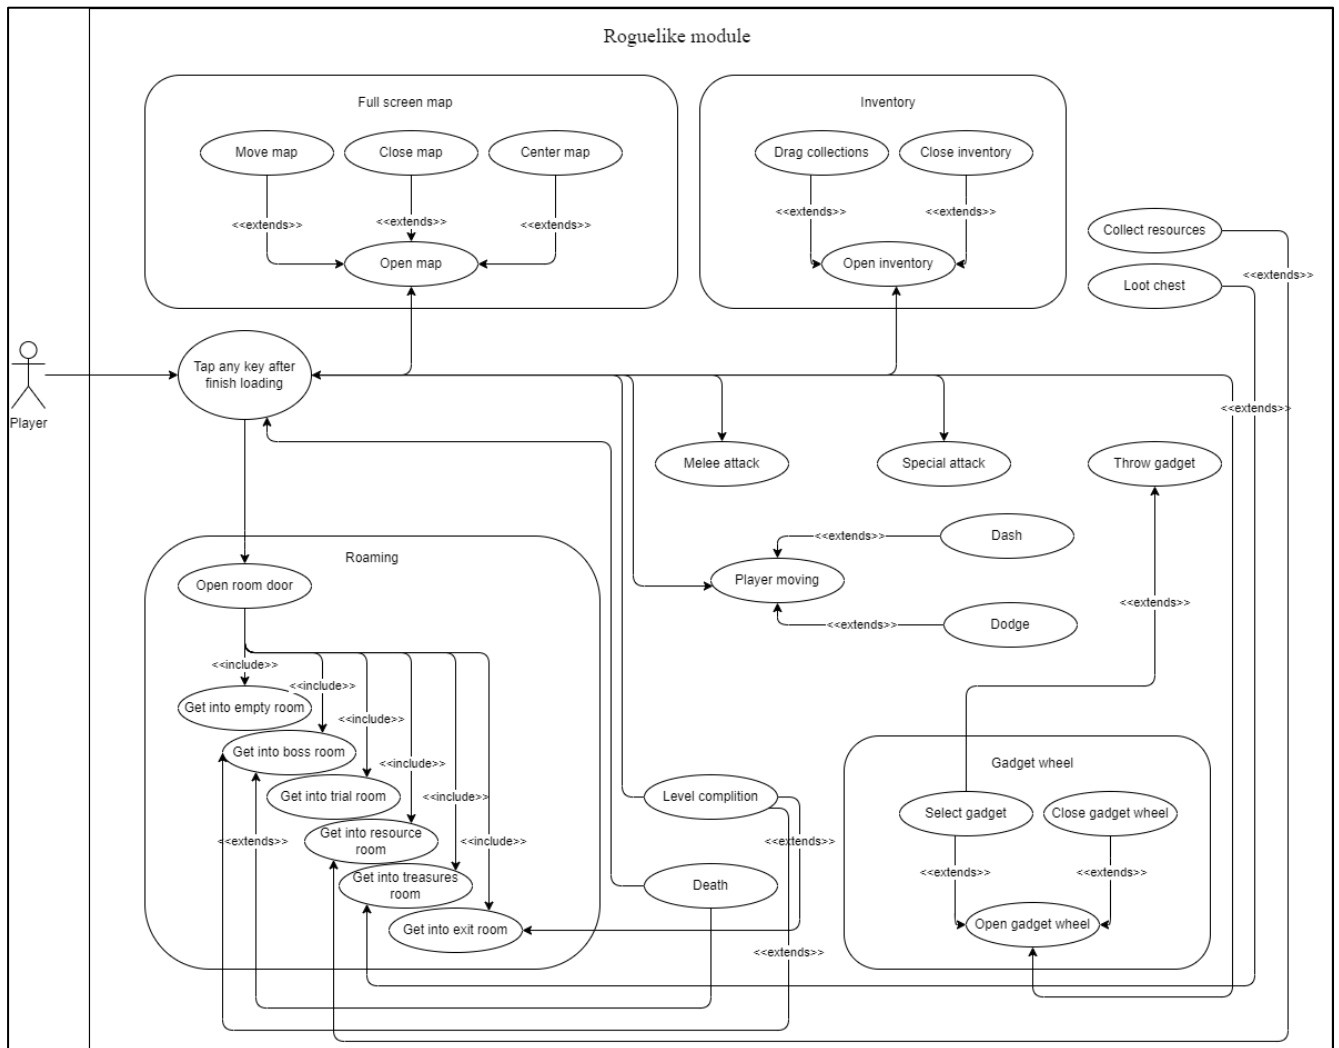 Roguelike module
Full screen map
Inventory
Move map
Close map
Center map
Drag collections
Close inventory
<<extends>>
<<extends>>
<<extends>>
<<extends>>
<<extends>>
Collect resources
Open map
Open inventory
<<extends>>
Loot chest
Player
Tap any key after
finish loading
<<extends>>
Melee attack
Special attack
Throw gadget
Roaming
Dash
<<extends>>
Open room door
Player moving
<<extends>>
Dodge
<<extends>>
<<include>>
<<include>>
<<include>>
<<include>>
<<include>>
<<include>>
Get into empty room
Get into boss room
Get into trial room
Get into resource
room
Get into treasures
room
Get into exit room
<<extends>>
Level complition
<<extends>>
Death
<<extends>>
Gadget wheel
Select gadget
Close gadget wheel
<<extends>>
<<extends>>
Open gadget wheel